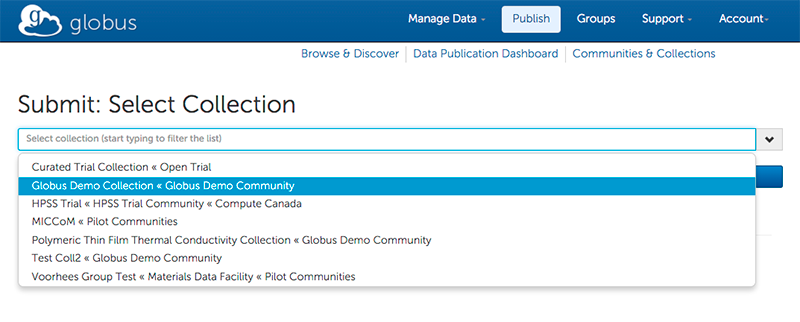 globus
Manage Data Publish Groups Support Account
Browse & Discover Data Publication Dashboard Communities & Collections
Submit: Select Collection
Select collection (start typing to filter the list)
Curated Trial Collection « Open Trial
Globus Demo Collection « Globus Demo Community
HPSS Trial « HPSS Trial Community « Compute Canada
MICCoM « Pilot Communities
Polymeric Thin Film Thermal Conductivity Collection « Globus Demo Community
Test Coll2 « Globus Demo Community
Voorhees Group Test « Materials Data Facility « Pilot Communities